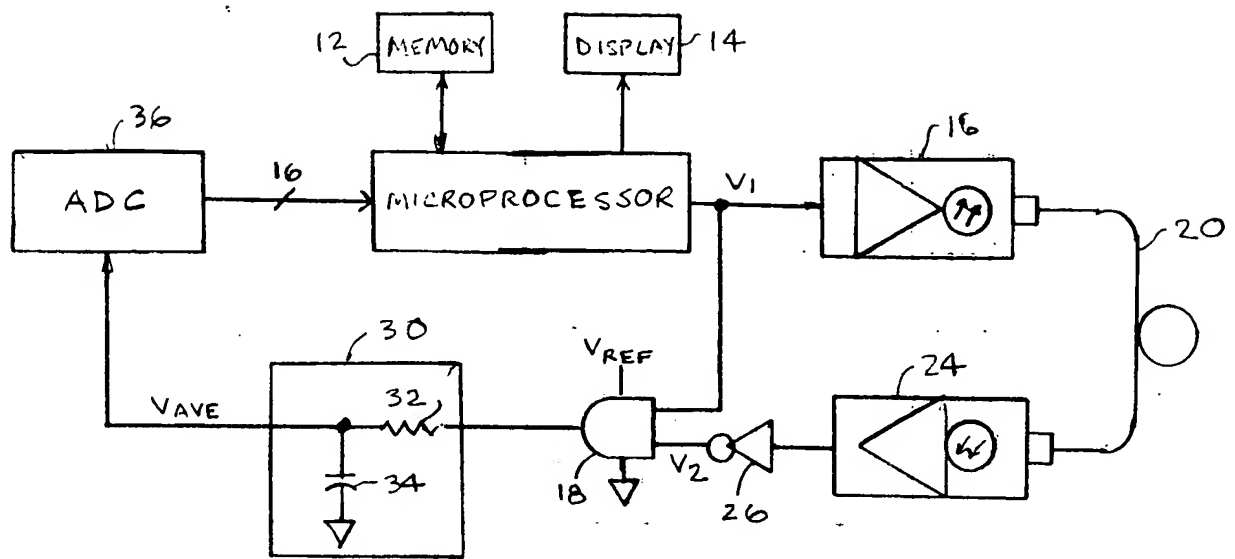 12
MEMORY
DISPLAY
14
36
ADC
16
MICROPROCESSOR
V1
16
20
30
VREF
24
VAVE
32
34
18
V2
26